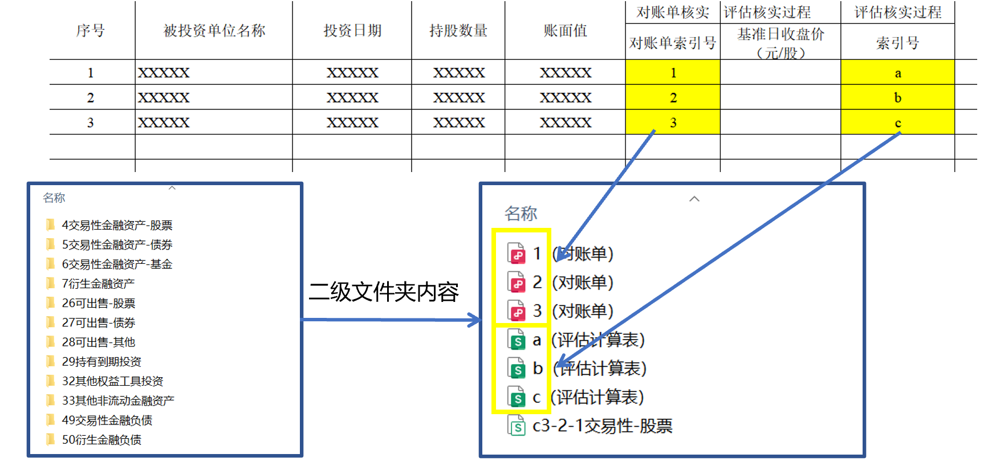 序号 被投资单位名称 投资日期 持股数量 账面值 对账单核实 评估核实过程 评估核实过程
对账单索引号 基准日收盘价（元/股） 索引号
1 XXXXX XXXXX XXXXX XXXXX 1 a
2 XXXXX XXXXX XXXXX XXXXX 2 b
3 XXXXX XXXXX XXXXX XXXXX 3 c
名称
4交易性金融资产-股票
5交易性金融资产-债券
6交易性金融资产-基金
7衍生金融资产
26可出售-股票
27可出售-债券
28可出售-其他
29持有到期投资
32其他权益工具投资
33其他非流动金融资产
49交易性金融负债
50衍生金融负债
二级文件夹内容
名称
1 (对账单)
2 (对账单)
3 (对账单)
a (评估计算表)
b (评估计算表)
c (评估计算表)
c3-2-1交易性-股票